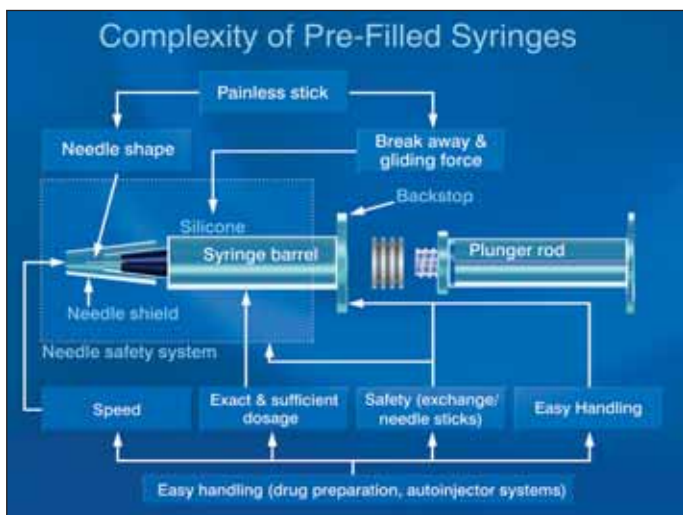 Complexity of Pre-Filled Syringes
Painless stick
Needle shape
Break away &
gliding force
Backstop
Silicone
Syringe barrel
Plunger rod
Needle shield
Needle safety system
Speed
Exact & sufficient
dosage
Safety (exchange/
needle sticks)
Easy Handling
Easy handling (drug preparation, autoinjector systems)